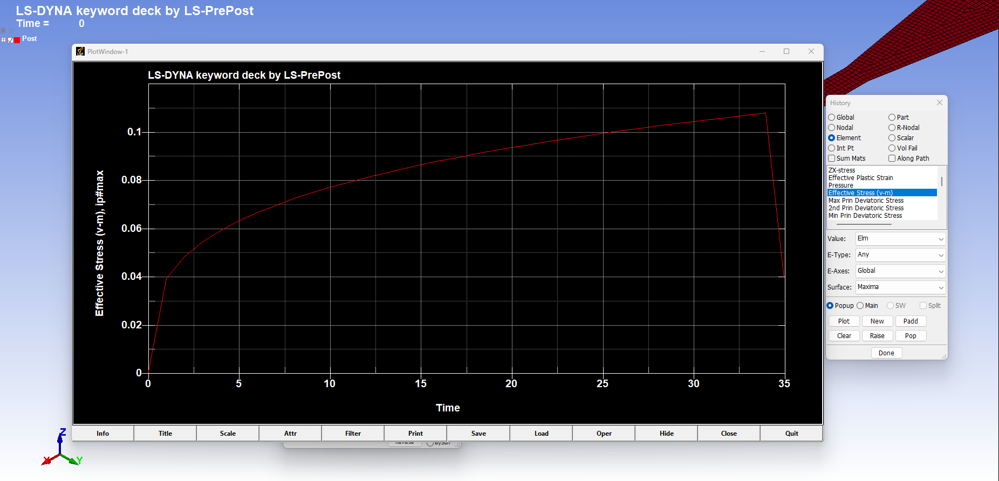 LS-DYNA keyword deck by LS-PrePost
Time = 0
Post
PlotWindow-1
LS-DYNA keyword deck by LS-PrePost
Effective Stress (v-m), ip#max
0.1
0.08
0.06
0.04
0.02
0
0 5 10 15 20 25 30 35
Time
Info Title Scale Attr Filter Print Save Load Oper Hide Close Quit
Reverse BySurf
Z
X
Y
History
Global Part
Nodal R-Nodal
Element Scalar
Int Pt Vol Fail
Sum Mats Along Path
ZX-stress
Effective Plastic Strain
Pressure
Effective Stress (v-m)
Max Prin Deviatoric Stress
2nd Prin Deviatoric Stress
Min Prin Deviatoric Stress
Value: Elm
E-Type: Any
E-Axes: Global
Surface: Maxima
Popup Main SW Split
Plot New Padd
Clear Raise Pop
Done